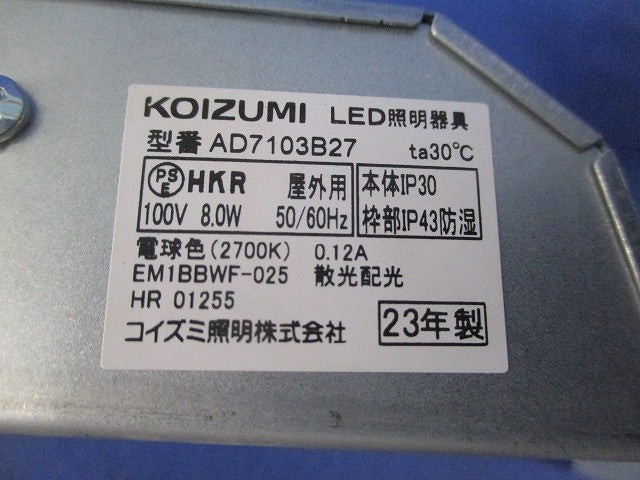 KOIZUMI LED照明器具
型番 AD7103B27 ta30℃
PSE HKR 屋外用 本体IP30
100V 8.0W 50/60Hz 枠部IP43防湿
電球色(2700K) 0.12A
EM1BBWF-025 散光配光
HR 01255
コイズミ照明株式会社 23年製